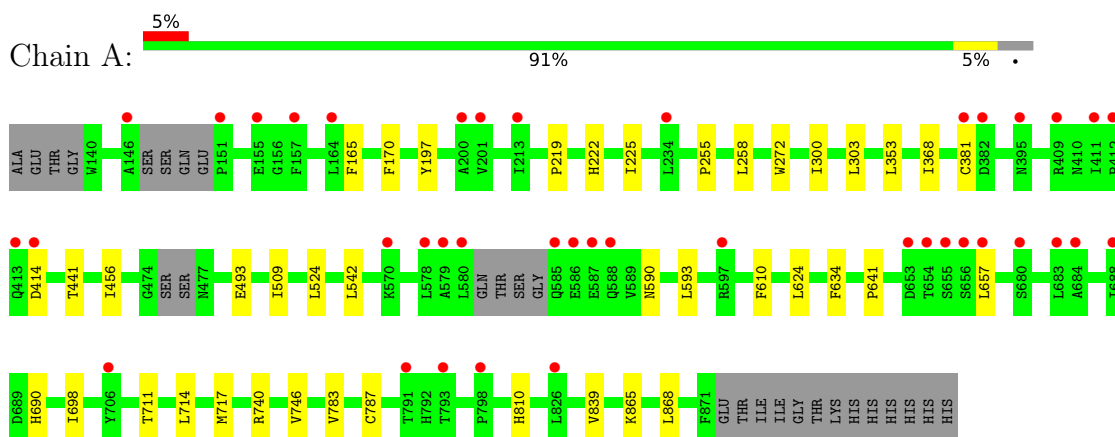 5%
Chain A:
91% 5% •
ALA GLU THR GLY W140 A146 SER SER GLN GLU P151 E155 G156 F157 L164 F165 F170 Y197 A200 V201 I213 P219 H222 I225 L234 P255 L258 W272 I300 L303 L353 I368 C381 D382 N395 R409 N410 I411
Q413 D414 T441 I456 G474 SER SER N477 E493 I509 L524 L542 K570 L578 A579 L580 GLN THR SER GLY Q585 E586 E587 Q588 V589 N590 L593 R597 F610 L624 F634 P641 D653 T654 S655 S656 L657 S680 L683 A684
D689 H690 I698 Y706 T711 L714 M717 R740 V746 V783 C787 T791 H792 T793 P798 H810 L826 V839 K865 L868 F871 GLU THR ILE ILE GLY THR LYS HIS HIS HIS HIS HIS HIS